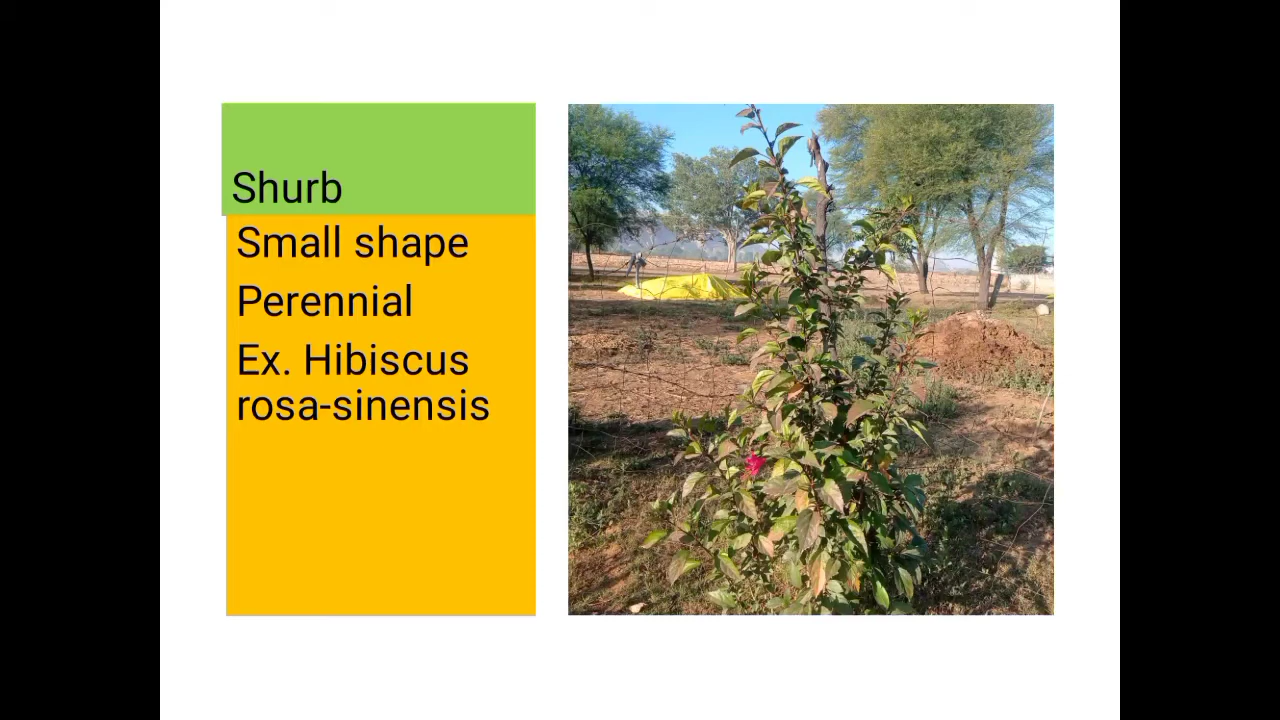 Shurb
Small shape
Perennial
Ex. Hibiscus
rosa-sinensis